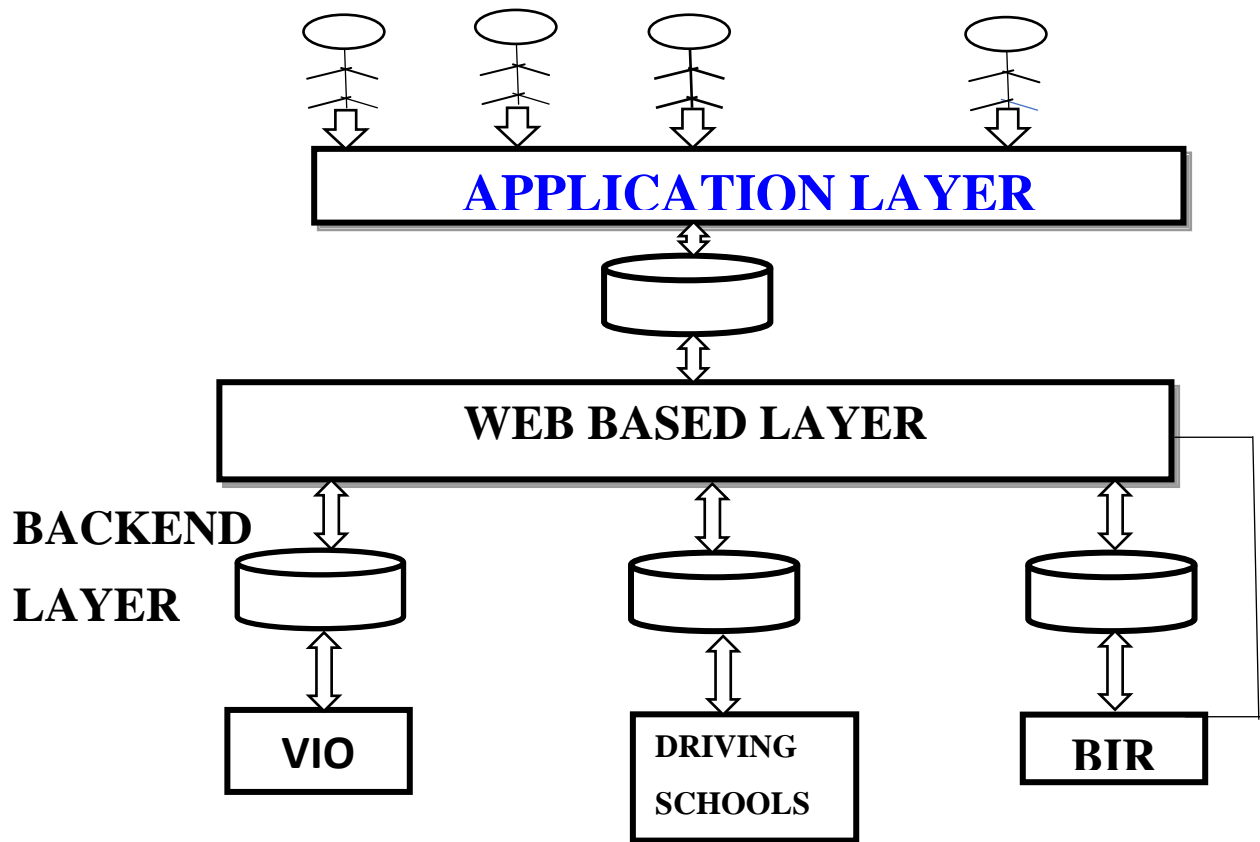 APPLICATION LAYER
WEB BASED LAYER
BACKEND
LAYER
VIO
DRIVING
SCHOOLS
BIR